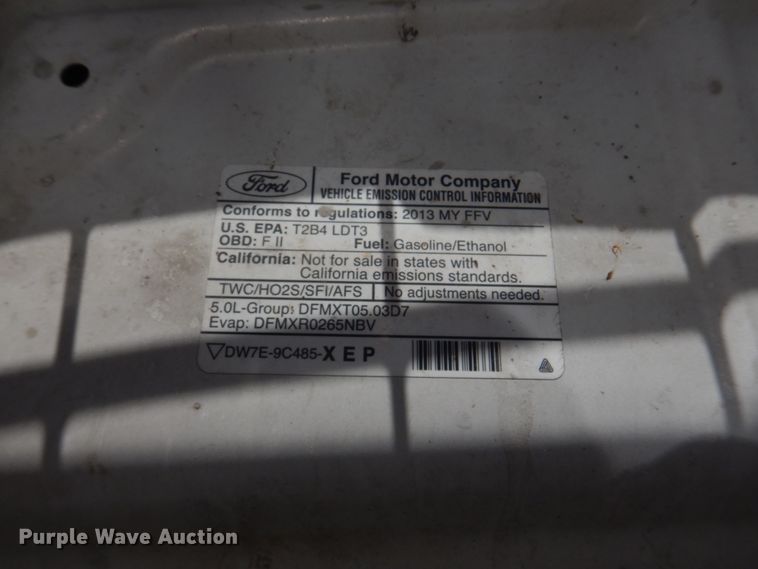 Ford
Ford Motor Company
VEHICLE EMISSION CONTROL INFORMATION
Conforms to regulations: 2013 MY FFV
U.S. EPA: T2B4 LDT3
OBD: F II Fuel: Gasoline/Ethanol
California: Not for sale in states with
California emissions standards.
TWC/HO2S/SFI/AFS No adjustments needed.
5.0L-Group: DFMXT05.03D7
Evap: DFMXR0265NBV
▽DW7E-9C485-XEP
Purple Wave Auction